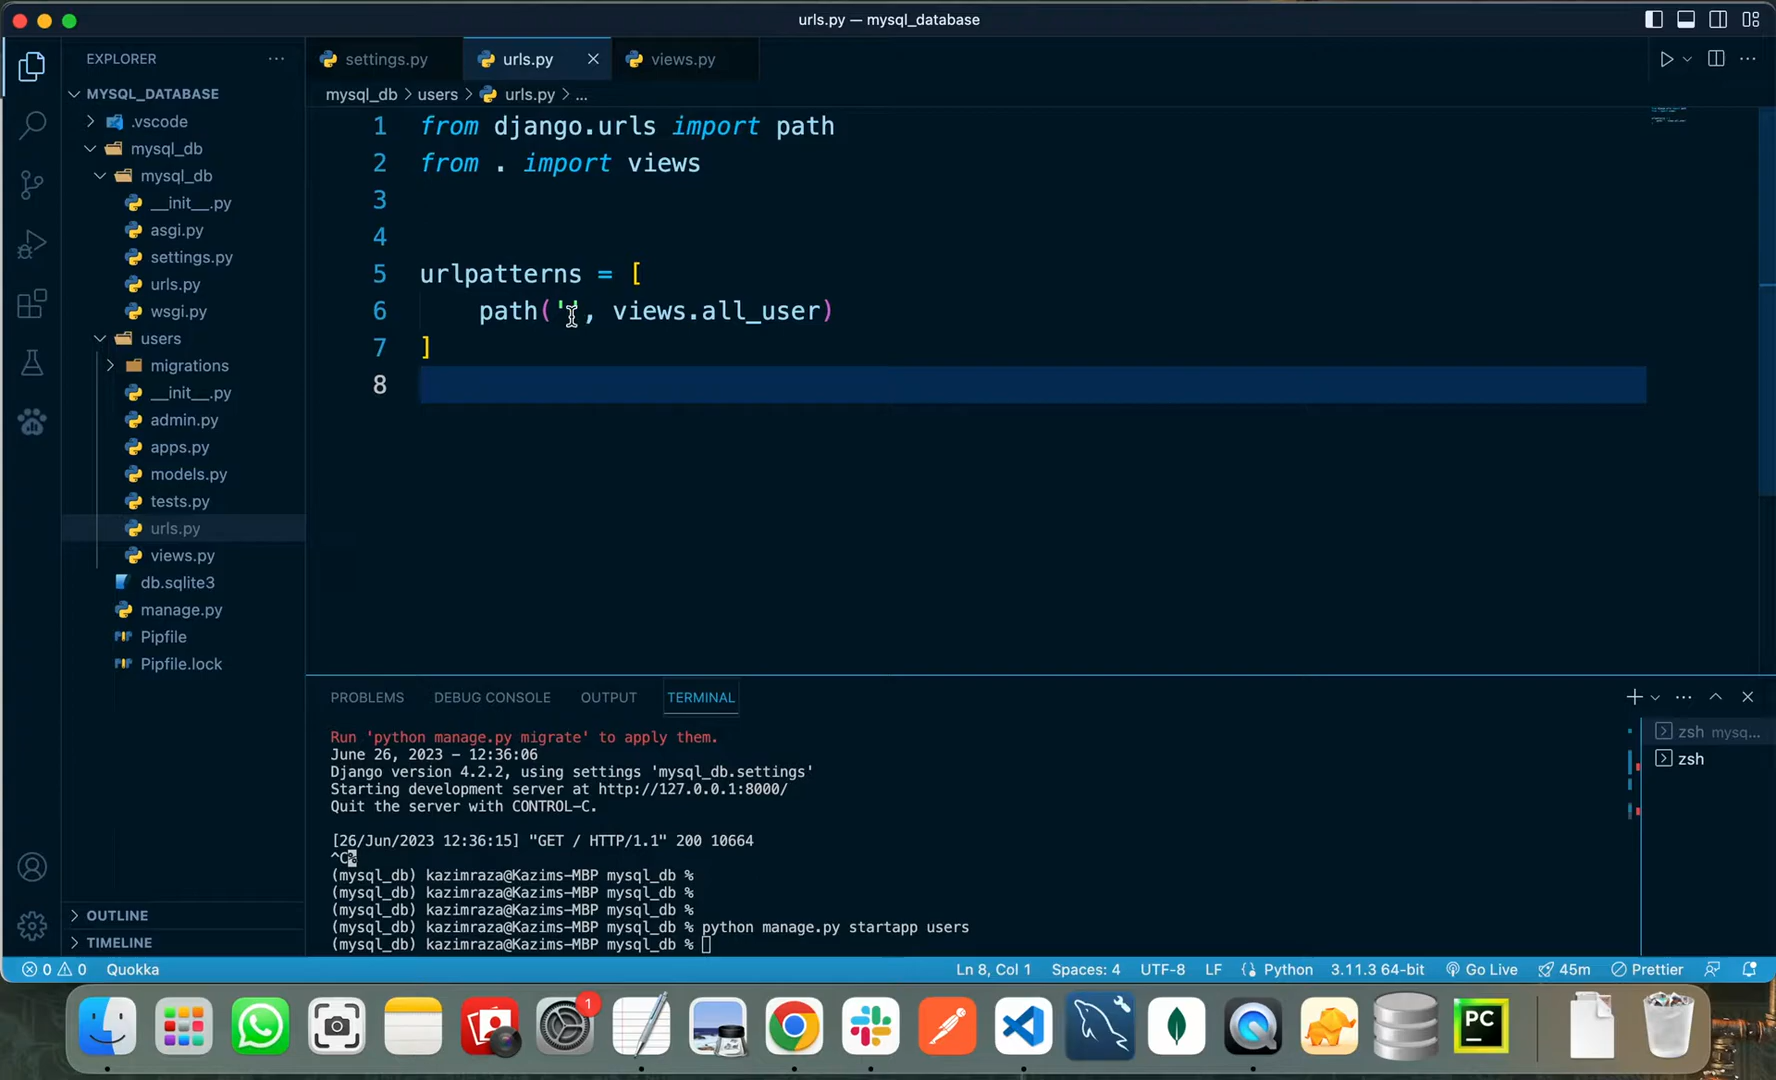 urls.py — mysql_database
EXPLORER
settings.py
urls.py
views.py
MYSQL_DATABASE
mysql_db > users > urls.py > ...
.vscode
mysql_db
mysql_db
__init__.py
asgi.py
settings.py
urls.py
wsgi.py
users
migrations
__init__.py
admin.py
apps.py
models.py
tests.py
urls.py
views.py
db.sqlite3
manage.py
Pipfile
Pipfile.lock
OUTLINE
TIMELINE
1 from django.urls import path
2 from . import views
3
4
5 urlpatterns = [
6 path('', views.all_user)
7 ]
8
PROBLEMS
DEBUG CONSOLE
OUTPUT
TERMINAL
Run 'python manage.py migrate' to apply them.
June 26, 2023 - 12:36:06
Django version 4.2.2, using settings 'mysql_db.settings'
Starting development server at http://127.0.0.1:8000/
Quit the server with CONTROL-C.
[26/Jun/2023 12:36:15] "GET / HTTP/1.1" 200 10664
^C%
(mysql_db) kazimraza@Kazims-MBP mysql_db %
(mysql_db) kazimraza@Kazims-MBP mysql_db %
(mysql_db) kazimraza@Kazims-MBP mysql_db %
(mysql_db) kazimraza@Kazims-MBP mysql_db % python manage.py startapp users
(mysql_db) kazimraza@Kazims-MBP mysql_db %
zsh mysq...
zsh
0 0 Quokka
Ln 8, Col 1
Spaces: 4
UTF-8
LF
Python
3.11.3 64-bit
Go Live
45m
Prettier
1
PC